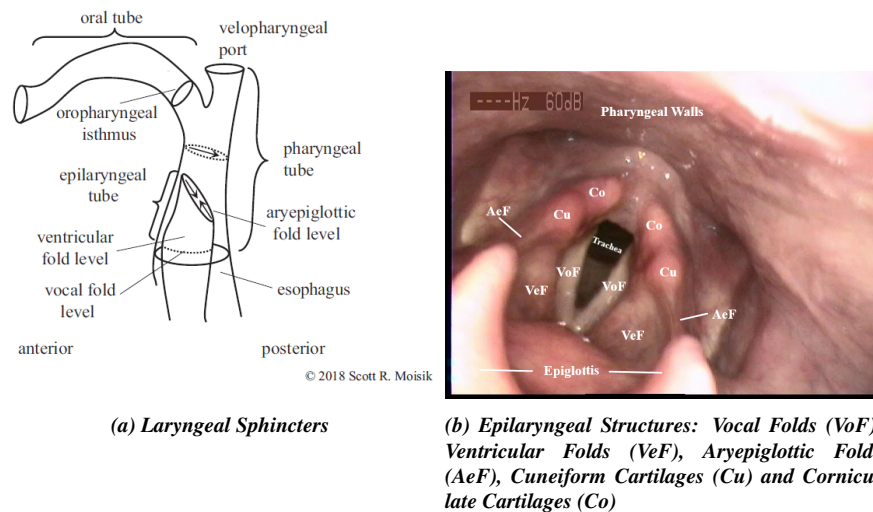 oral tube
velopharyngeal
port
oropharyngeal
isthmus
pharyngeal
tube
epilaryngeal
tube
aryepiglottic
fold level
ventricular
fold level
vocal fold
level
esophagus
anterior
posterior
© 2018 Scott R. Moisik
(a) Laryngeal Sphincters
----Hz 60dB
Pharyngeal Walls
Co
Co
Cu
AeF
Trachea
VoF
Cu
VeF
VoF
AeF
VeF
Epiglottis
(b) Epilaryngeal Structures: Vocal Folds (VoF)
Ventricular Folds (VeF), Aryepiglottic Fold
(AeF), Cuneiform Cartilages (Cu) and Cornicu
late Cartilages (Co)